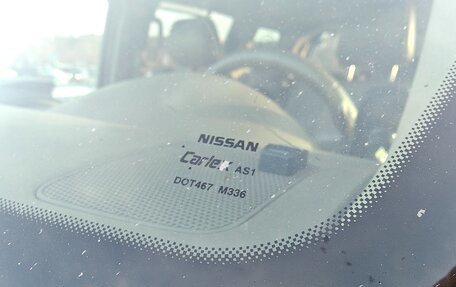 NISSAN
Carlex AS1
DOT467 M336